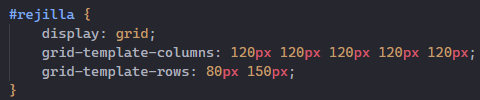 #rejilla {
    display: grid;
    grid-template-columns: 120px 120px 120px 120px 120px;
    grid-template-rows: 80px 150px;
}